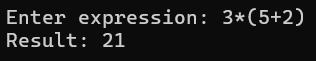 Enter expression: 3*(5+2)
Result: 21